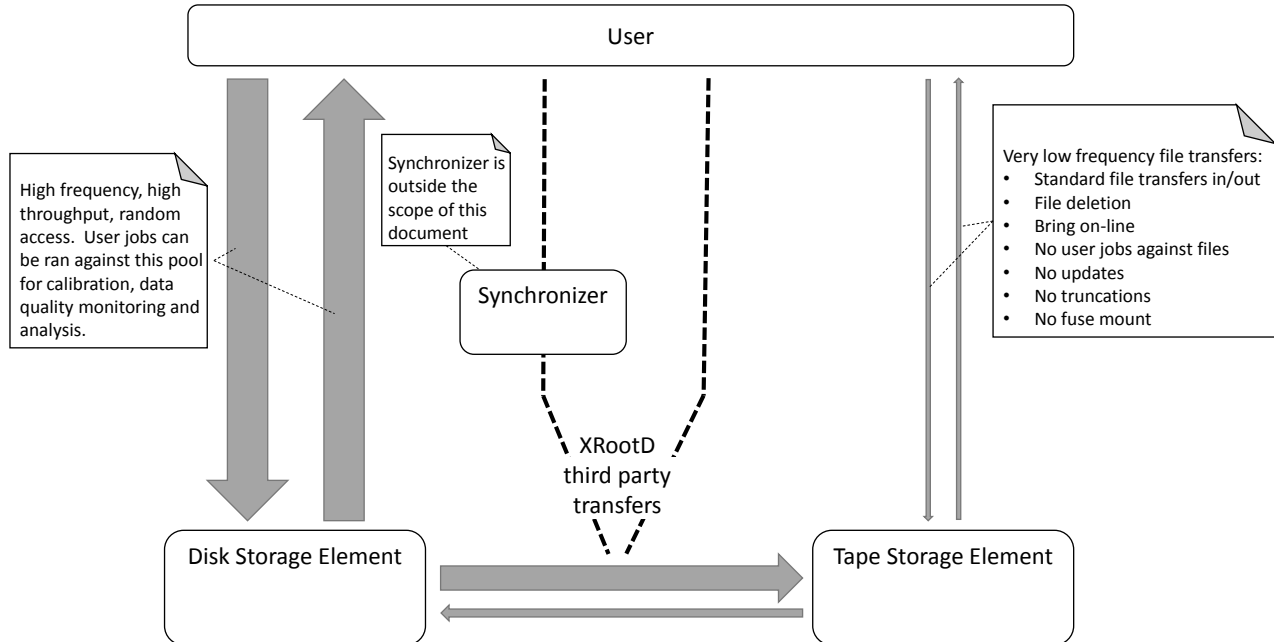 User
High frequency, high
throughput, random
access.  User jobs can
be ran against this pool
for calibration, data
quality monitoring and
analysis.
Synchronizer is
outside the
scope of this
document
Synchronizer
Very low frequency file transfers:
• Standard file transfers in/out
• File deletion
• Bring on-line
• No user jobs against files
• No updates
• No truncations
• No fuse mount
XRootD
third party
transfers
Disk Storage Element
Tape Storage Element